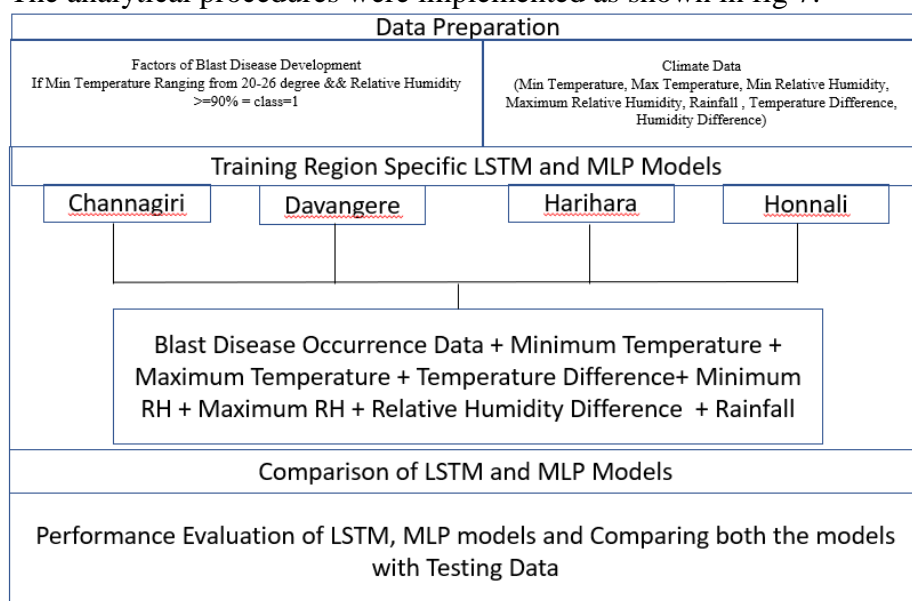 The analytical procedures were implemented as shown in fig 7.
Data Preparation
Factors of Blast Disease Development
If Min Temperature Ranging from 20-26 degree && Relative Humidity
>=90% = class=1
Climate Data
(Min Temperature, Max Temperature, Min Relative Humidity,
Maximum Relative Humidity, Rainfall , Temperature Difference,
Humidity Difference)
Training Region Specific LSTM and MLP Models
Channagiri
Davangere
Harihara
Honnali
Blast Disease Occurrence Data + Minimum Temperature +
Maximum Temperature + Temperature Difference+ Minimum
RH + Maximum RH + Relative Humidity Difference + Rainfall
Comparison of LSTM and MLP Models
Performance Evaluation of LSTM, MLP models and Comparing both the models
with Testing Data